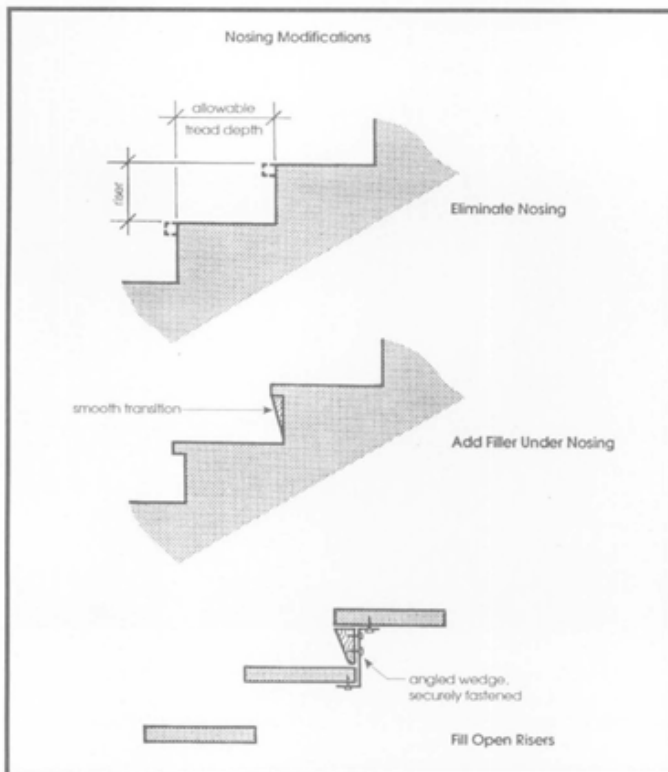 Nosing Modifications
allowable
tread depth
riser
Eliminate Nosing
smooth transition
Add Filler Under Nosing
angled wedge,
securely fastened
Fill Open Risers